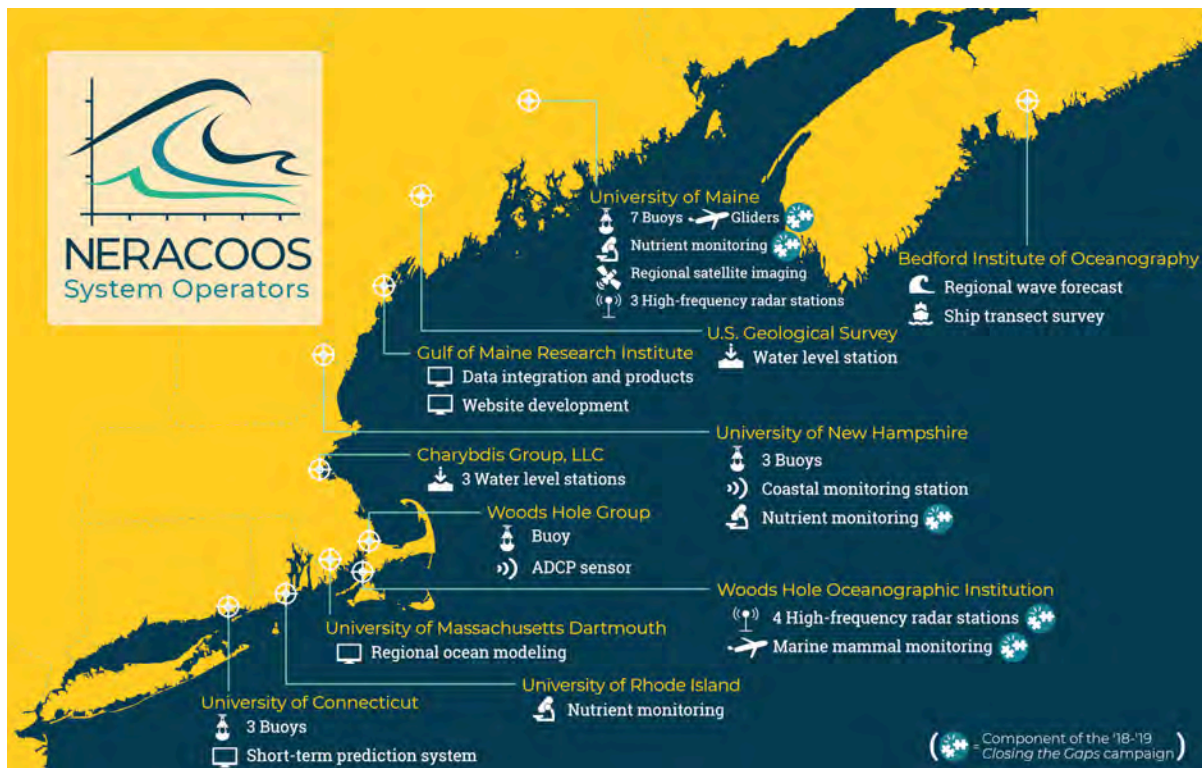 NERACOOS
System Operators
University of Maine
7 Buoys
Gliders
Nutrient monitoring
Regional satellite imaging
3 High-frequency radar stations
Bedford Institute of Oceanography
Regional wave forecast
Ship transect survey
U.S. Geological Survey
Water level station
Gulf of Maine Research Institute
Data integration and products
Website development
University of New Hampshire
3 Buoys
Coastal monitoring station
Nutrient monitoring
Charybdis Group, LLC
3 Water level stations
Woods Hole Group
Buoy
ADCP sensor
Woods Hole Oceanographic Institution
4 High-frequency radar stations
Marine mammal monitoring
University of Massachusetts Dartmouth
Regional ocean modeling
University of Rhode Island
Nutrient monitoring
University of Connecticut
3 Buoys
Short-term prediction system
( = Component of the '18-'19
Closing the Gaps campaign )